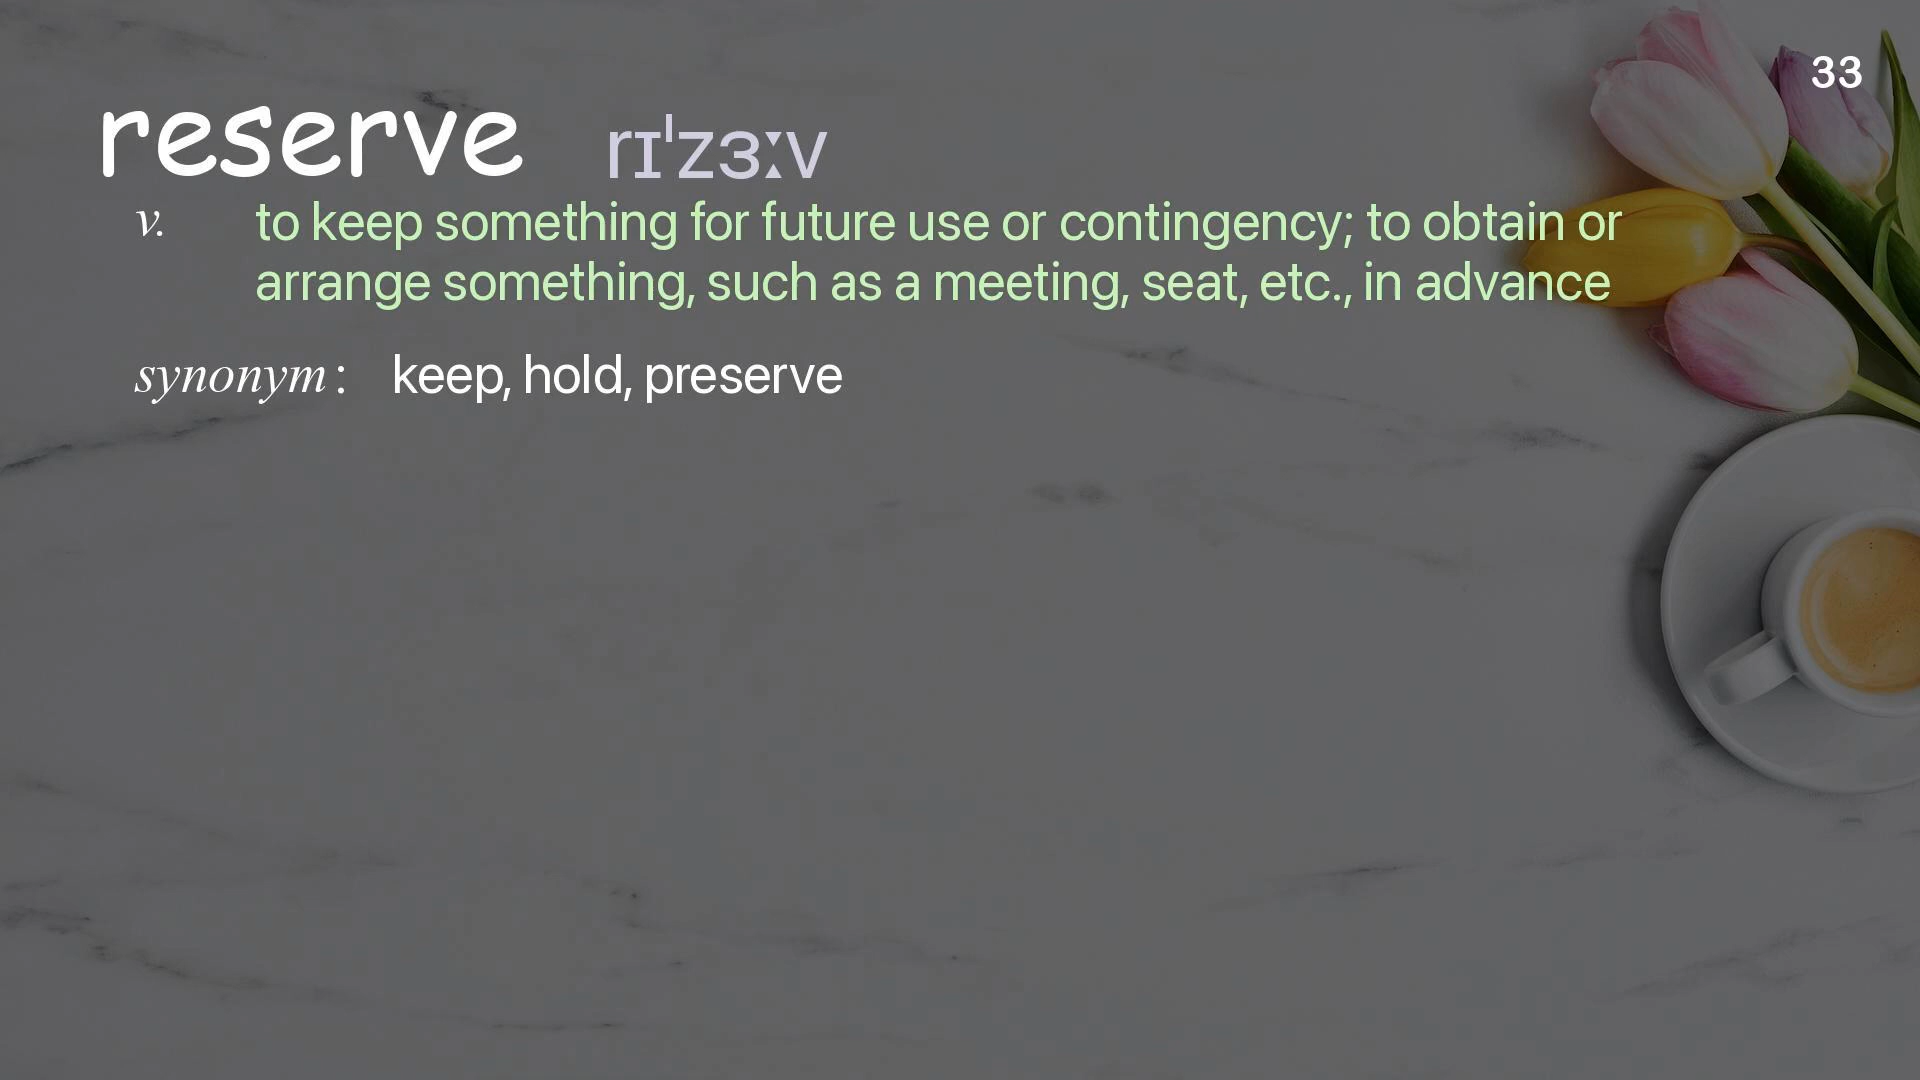 33
reserve rɪˈzɜːv
v. to keep something for future use or contingency; to obtain or
arrange something, such as a meeting, seat, etc., in advance
synonym : keep, hold, preserve